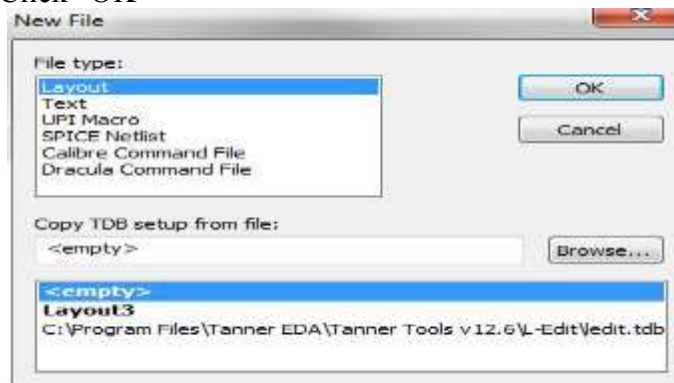 New File
File type:
Layout
Text
UPI Macro
SPICE Netlist
Calibre Command File
Dracula Command File
OK
Cancel
Copy TDB setup from file:
<empty>
Browse...
<empty>
Layout3
C:\Program Files\Tanner EDA\Tanner Tools v12.6\L-Edit\ledit.tdb